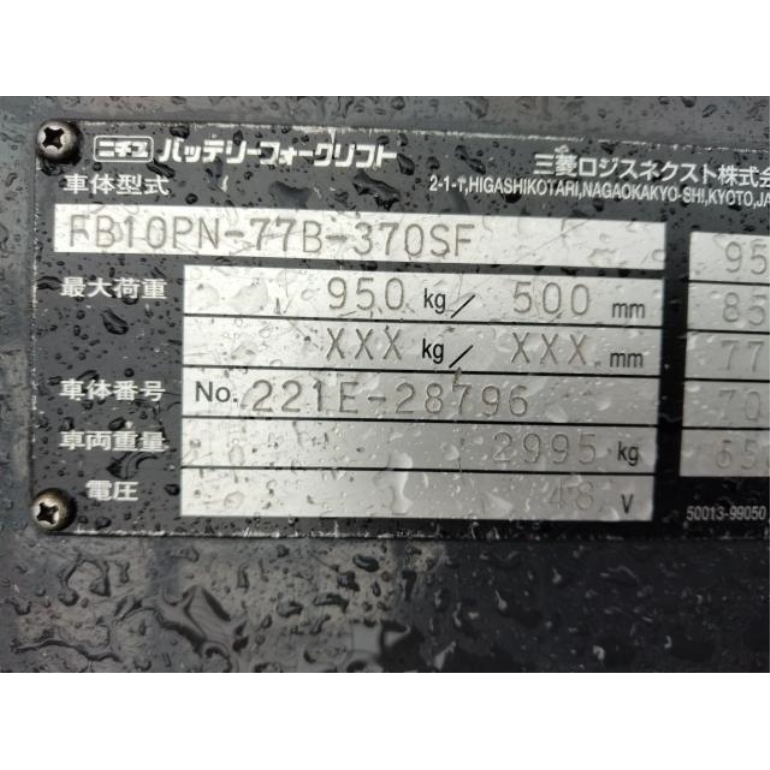 ニチユ バッテリーフォークリフト
三菱ロジスネクスト株式会
2-1-1,HIGASHIKOTARI,NAGAOKAKYO-SHI,KYOTO,JA
車体型式
FB10PN-77B-370SF
最大荷重 950 kg/ 500 mm
XXX kg/ XXX mm
車体番号 No. 221E-28796
車両重量 2995 kg
電圧 48 V
95
85
77
70
50013-99050